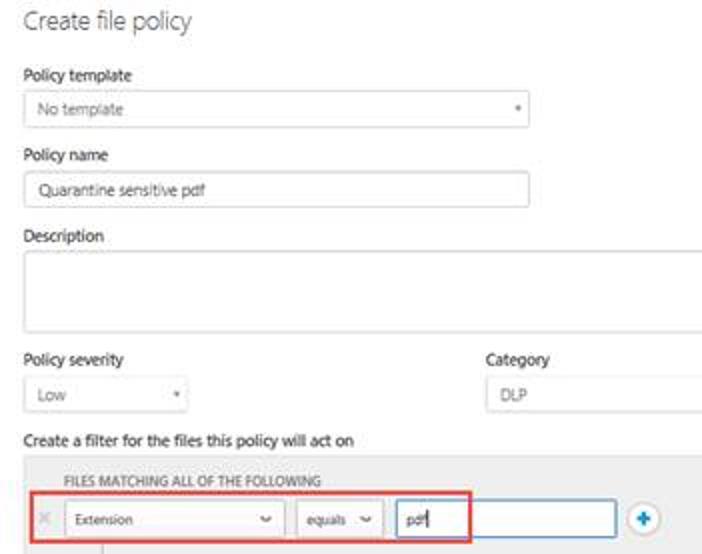 Create file policy
Policy template
No template
Policy name
Quarantine sensitive pdf
Description
Policy severity
Category
Low
DLP
Create a filter for the files this policy will act on
FILES MATCHING ALL OF THE FOLLOWING
Extension equals pdf